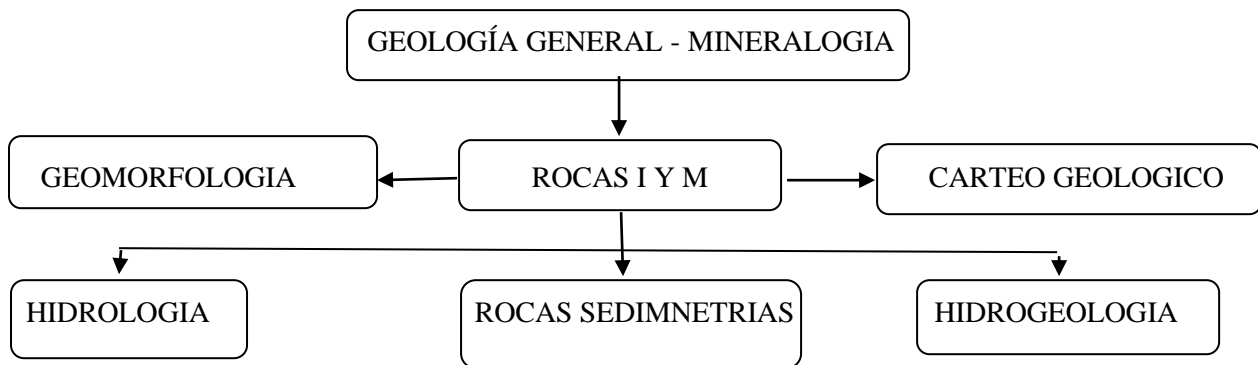 GEOLOGÍA GENERAL - MINERALOGIA
GEOMORFOLOGIA
ROCAS I Y M
CARTEO GEOLOGICO
HIDROLOGIA
ROCAS SEDIMNETRIAS
HIDROGEOLOGIA